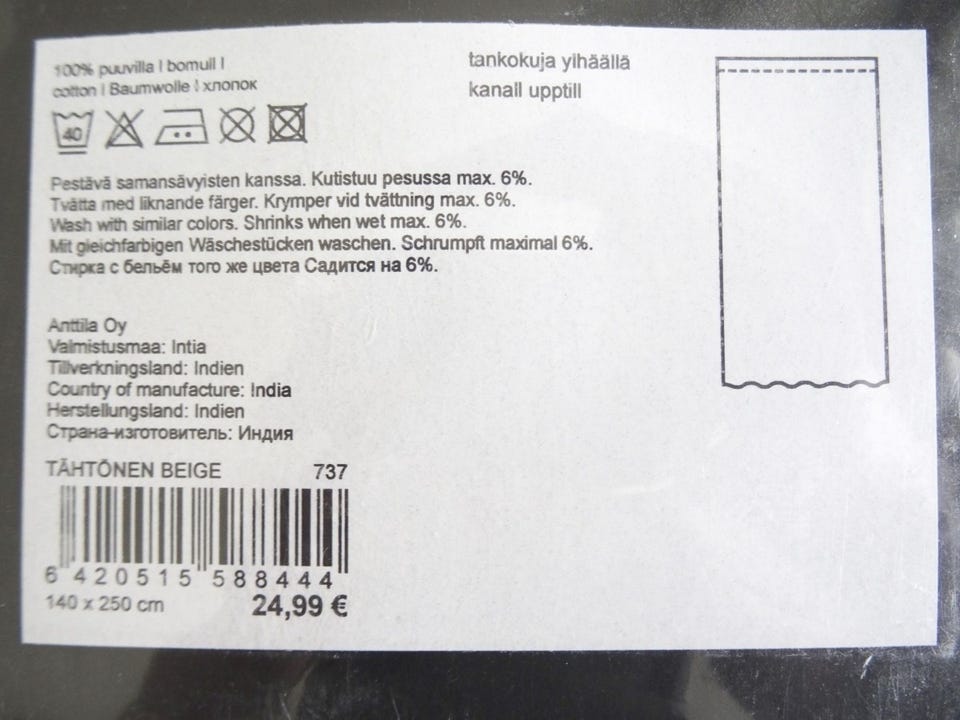 100% puuvilla | bomull |
cotton | Baumwolle | хлопок
40
Pestävä samansävyisten kanssa. Kutistuu pesussa max. 6%.
Tvätta med liknande färger. Krymper vid tvättning max. 6%.
Wash with similar colors. Shrinks when wet max. 6%.
Mit gleichfarbigen Wäschestücken waschen. Schrumpft maximal 6%.
Стирка с бельём того же цвета Садится на 6%.
Anttila Oy
Valmistusmaa: Intia
Tillverkningsland: Indien
Country of manufacture: India
Herstellungsland: Indien
Страна-изготовитель: Индия
TÄHTÖNEN BEIGE 737
6 420515 588444
140 x 250 cm 24,99 €
tankokuja ylhäällä
kanall upptill